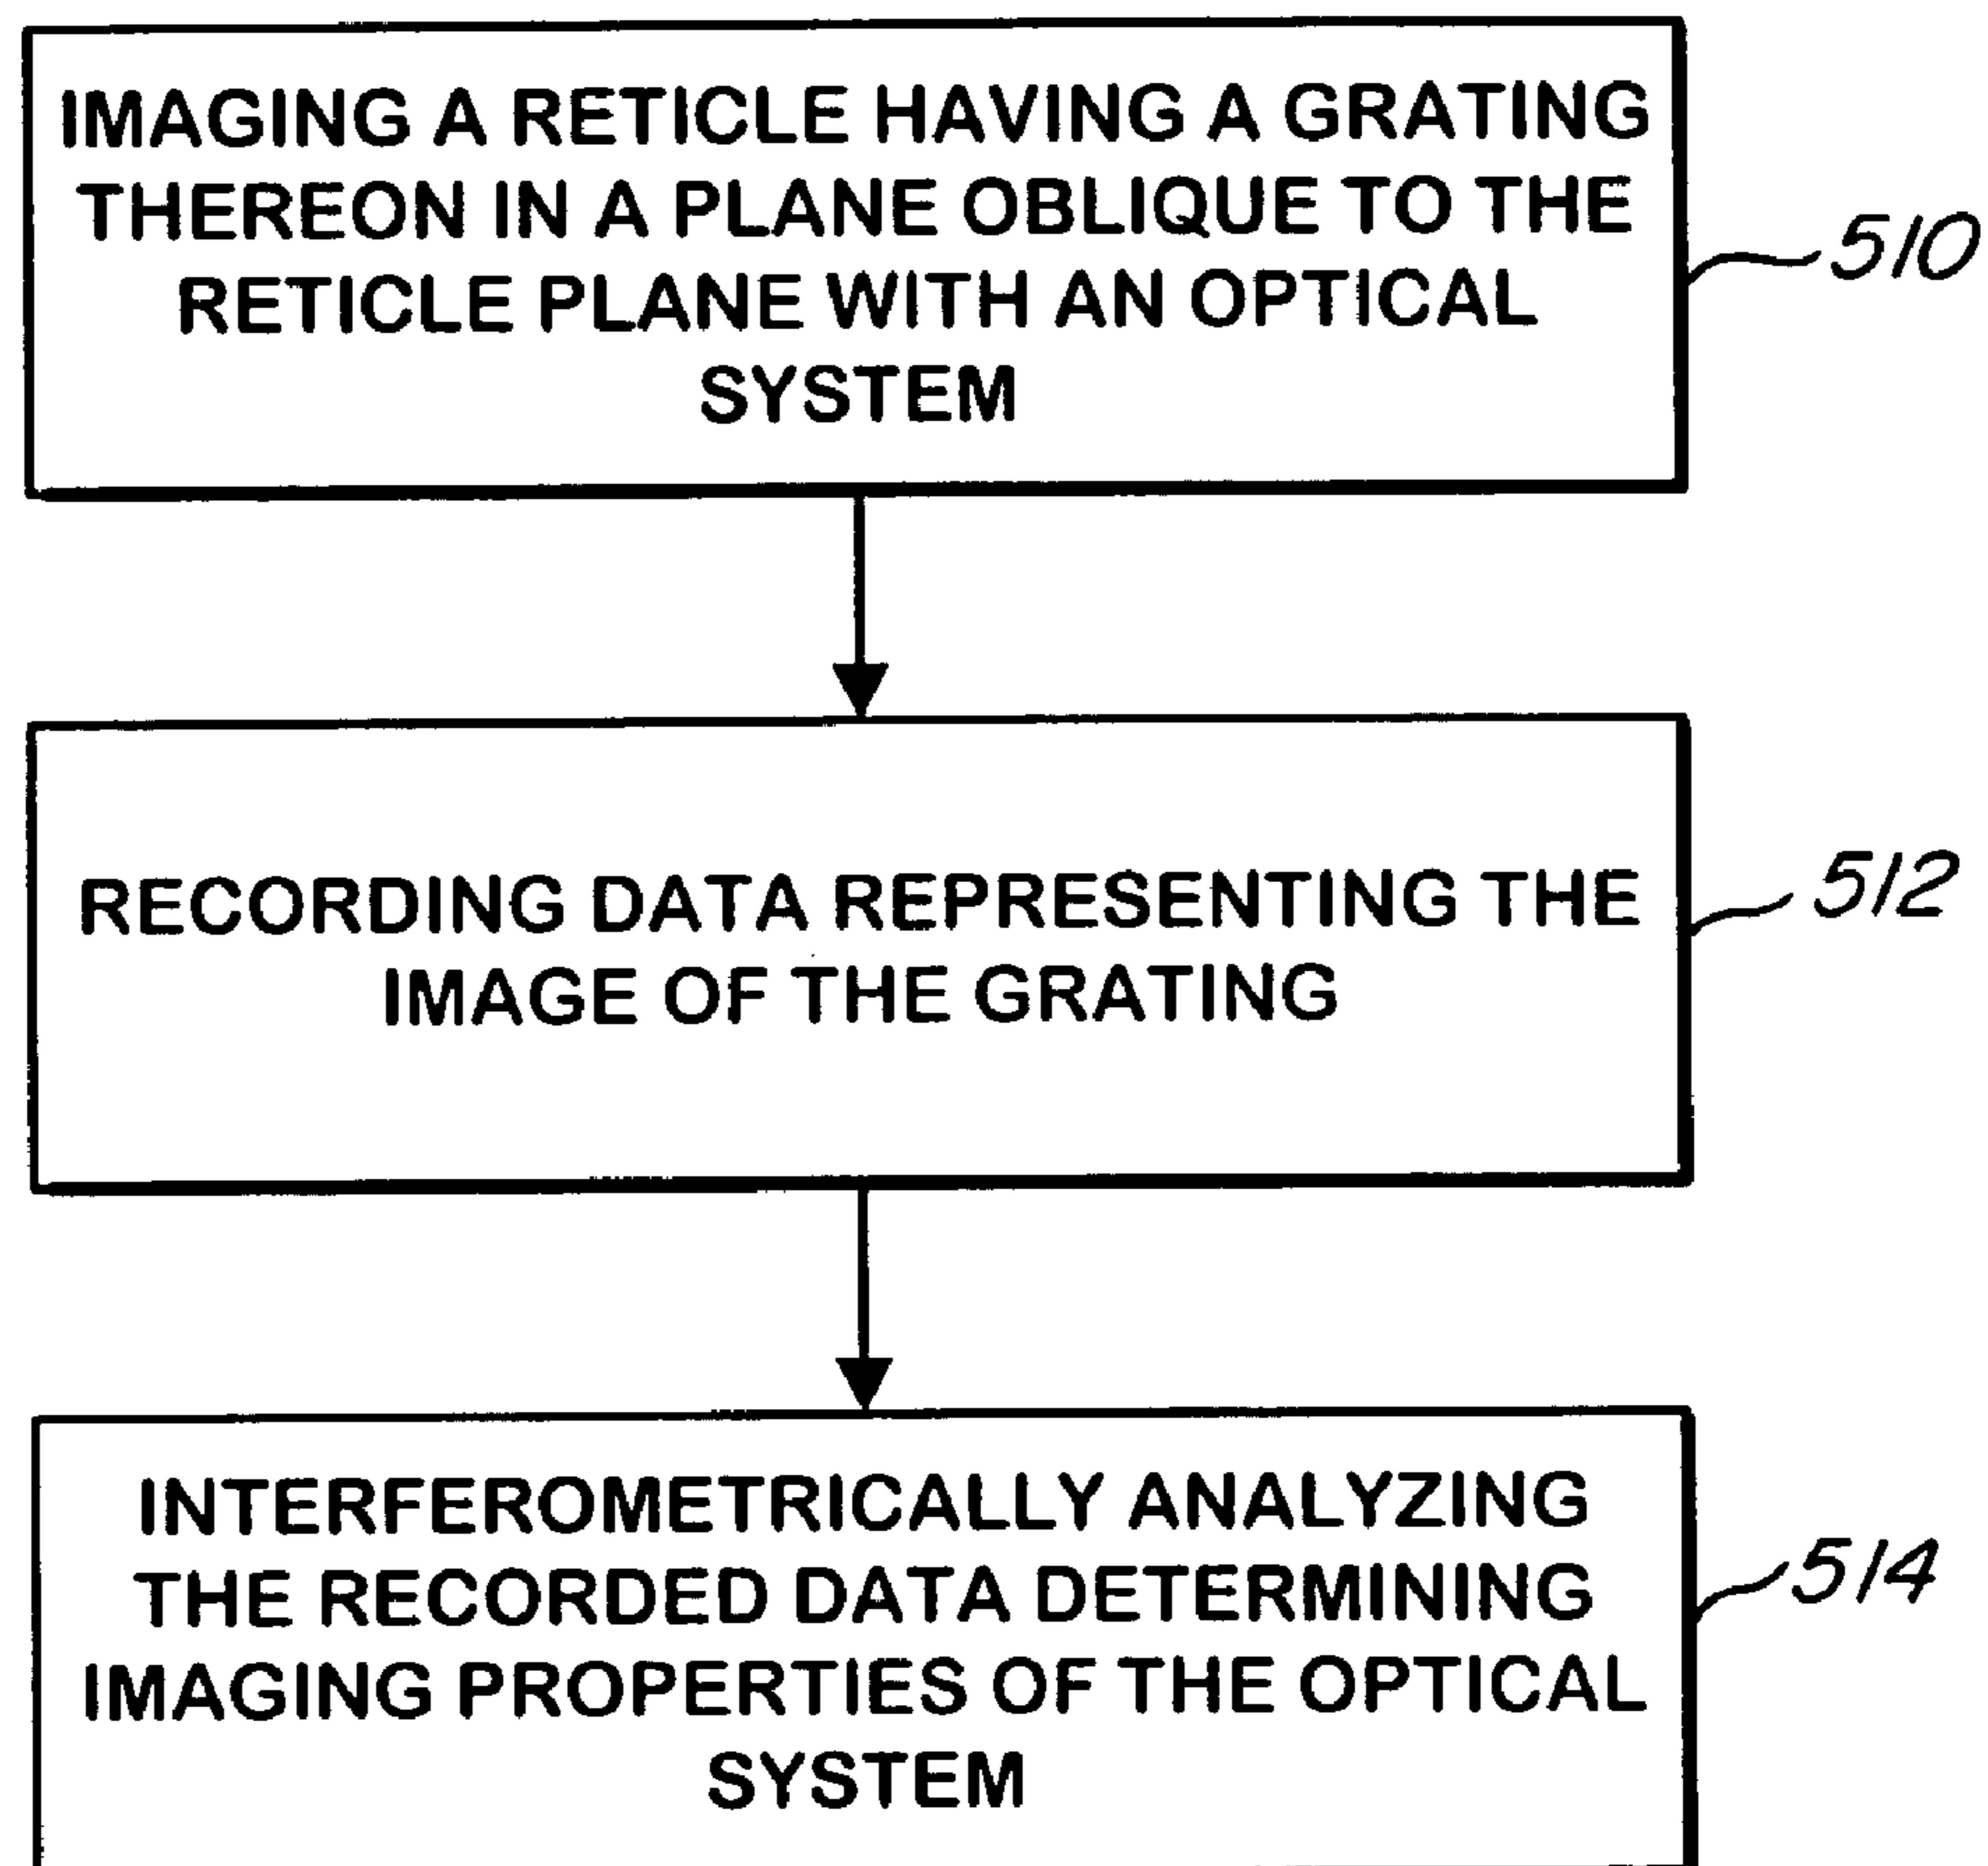 IMAGING A RETICLE HAVING A GRATING
THEREON IN A PLANE OBLIQUE TO THE
RETICLE PLANE WITH AN OPTICAL
SYSTEM
510
RECORDING DATA REPRESENTING THE
IMAGE OF THE GRATING
512
INTERFEROMETRICALLY ANALYZING
THE RECORDED DATA DETERMINING
IMAGING PROPERTIES OF THE OPTICAL
SYSTEM
514